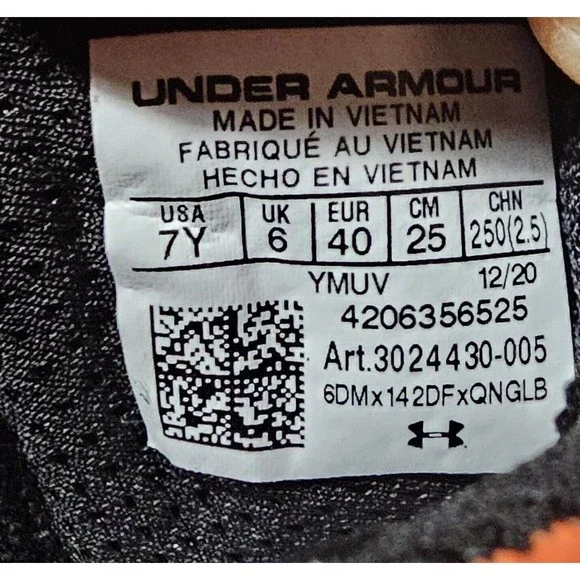 UNDER ARMOUR
MADE IN VIETNAM
FABRIQUÉ AU VIETNAM
HECHO EN VIETNAM
USA UK EUR CM CHN
7Y 6 40 25 250(2.5)
YMUV 12/20
4206356525
Art.3024430-005
6DMx142DFxQNGLB